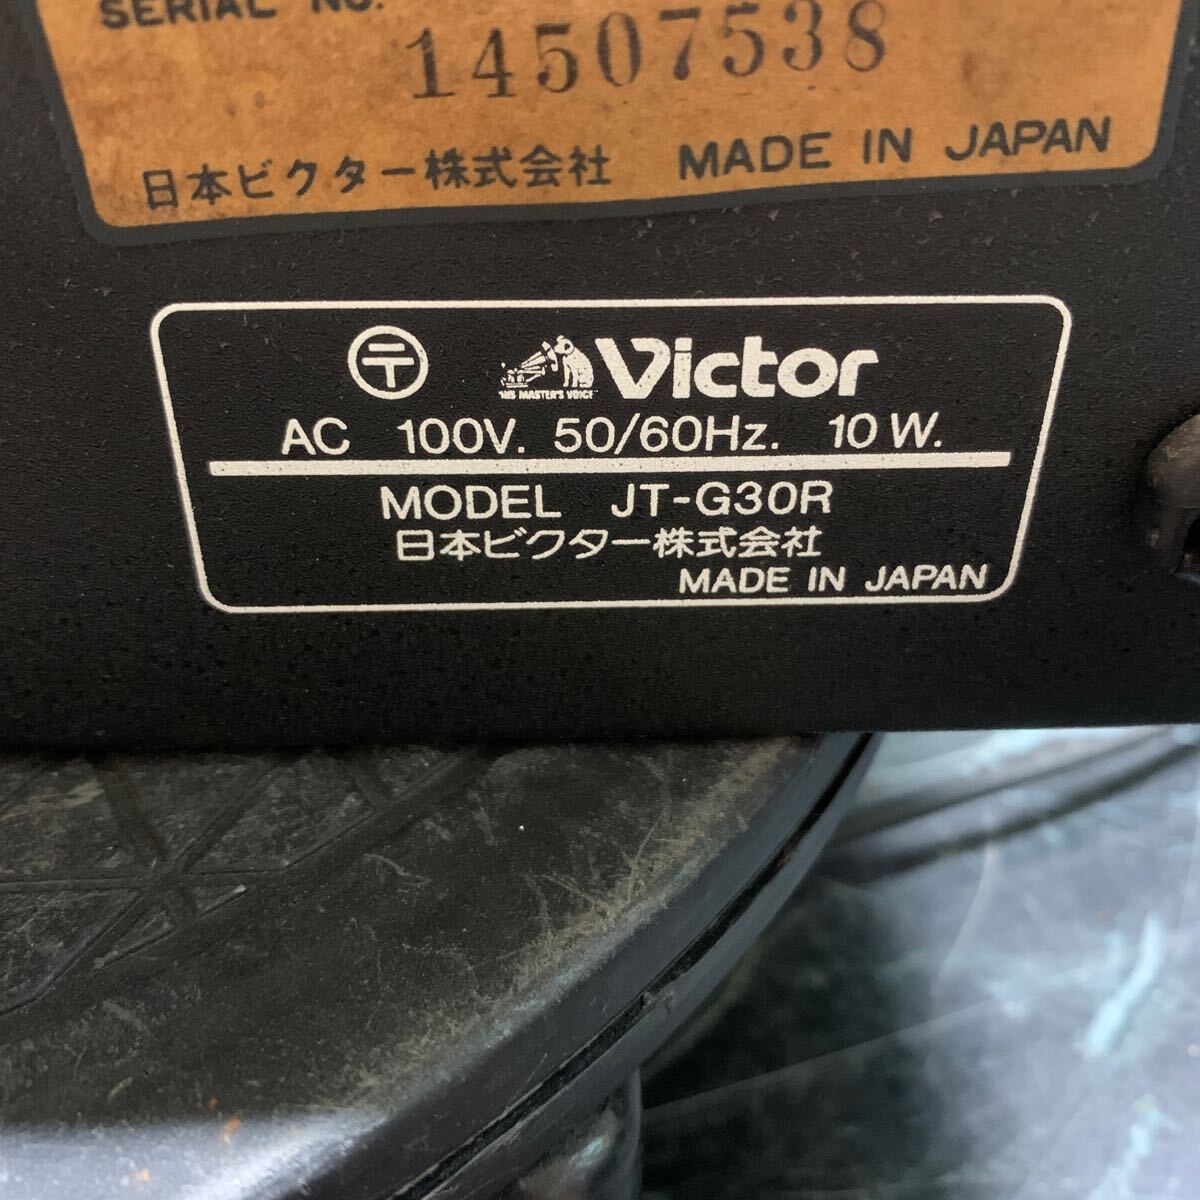 SERIAL NO.
14507538
日本ビクター株式会社 MADE IN JAPAN
〒 Victor
HIS MASTER'S VOICE
AC 100V. 50/60Hz. 10W.
MODEL JT-G30R
日本ビクター株式会社
MADE IN JAPAN